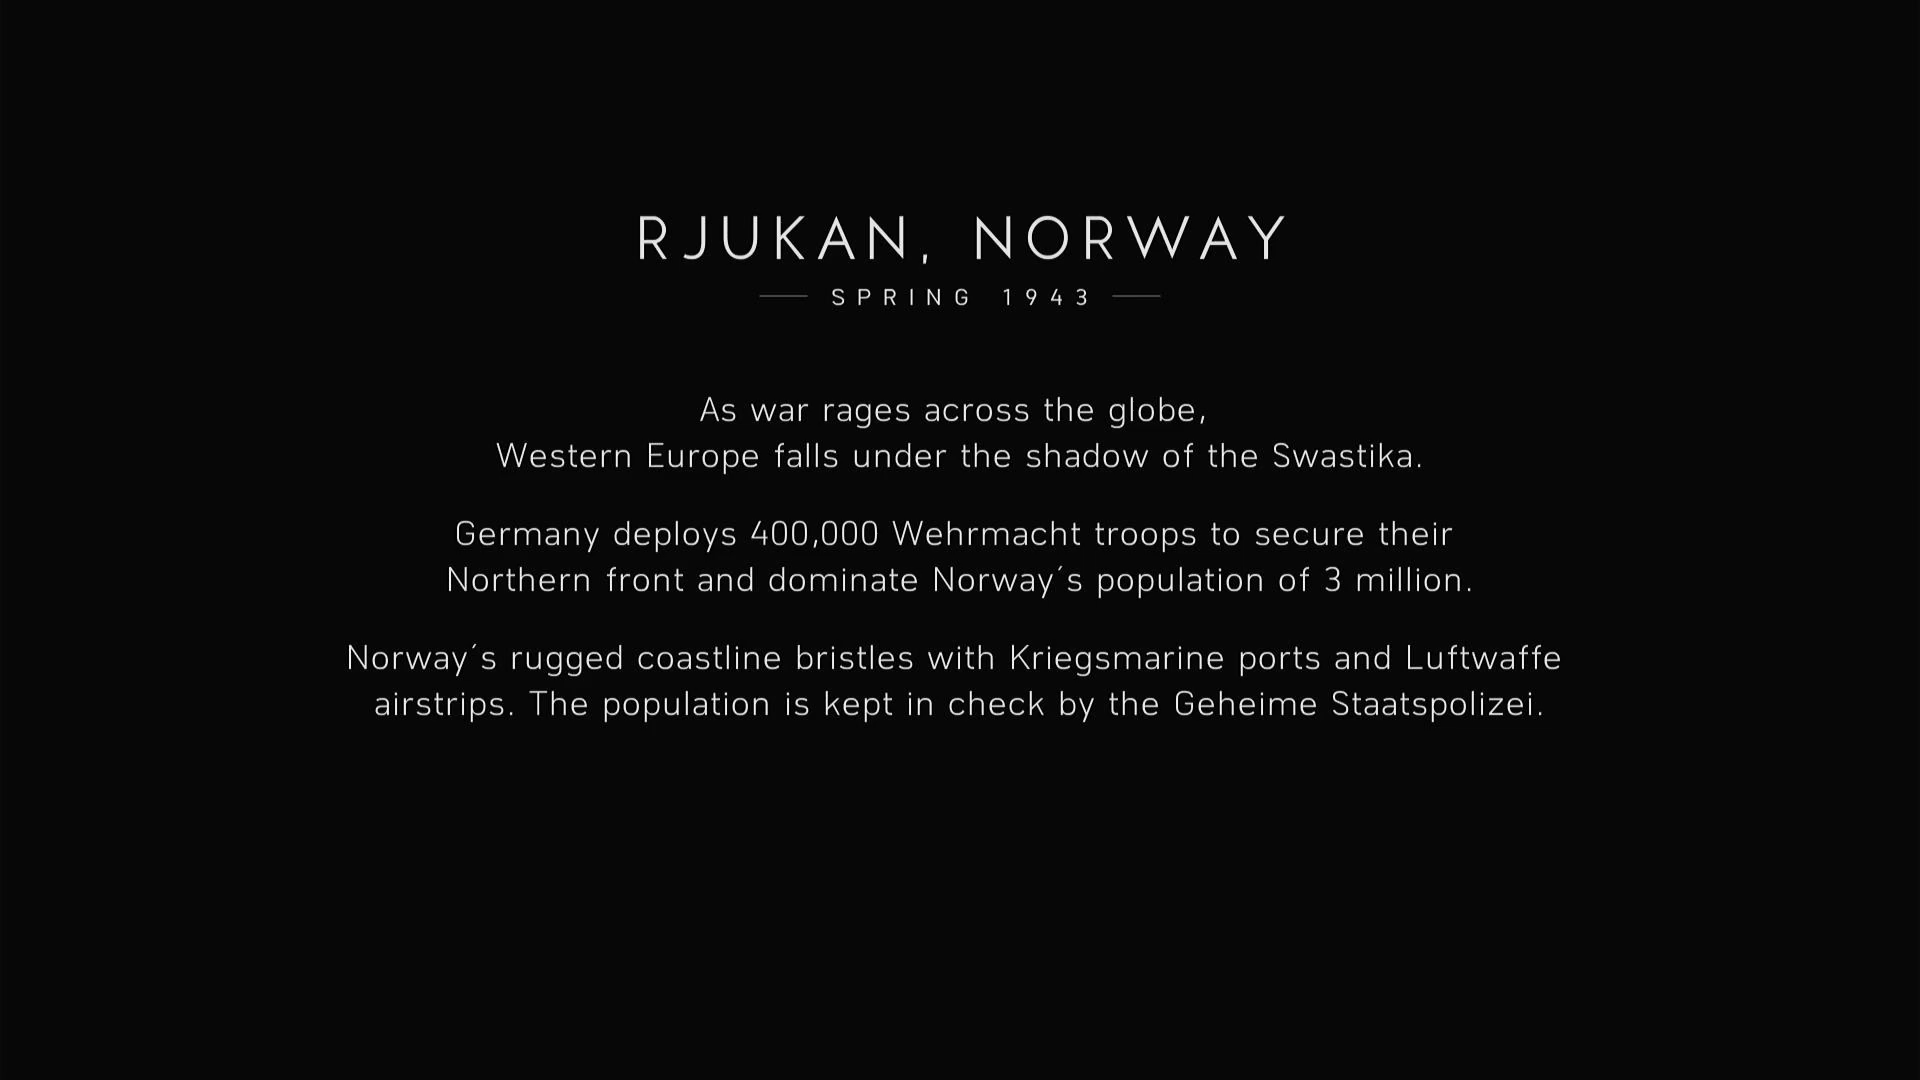 RJUKAN, NORWAY
SPRING 1943
As war rages across the globe,
Western Europe falls under the shadow of the Swastika.
Germany deploys 400,000 Wehrmacht troops to secure their
Northern front and dominate Norway´s population of 3 million.
Norway´s rugged coastline bristles with Kriegsmarine ports and Luftwaffe
airstrips. The population is kept in check by the Geheime Staatspolizei.